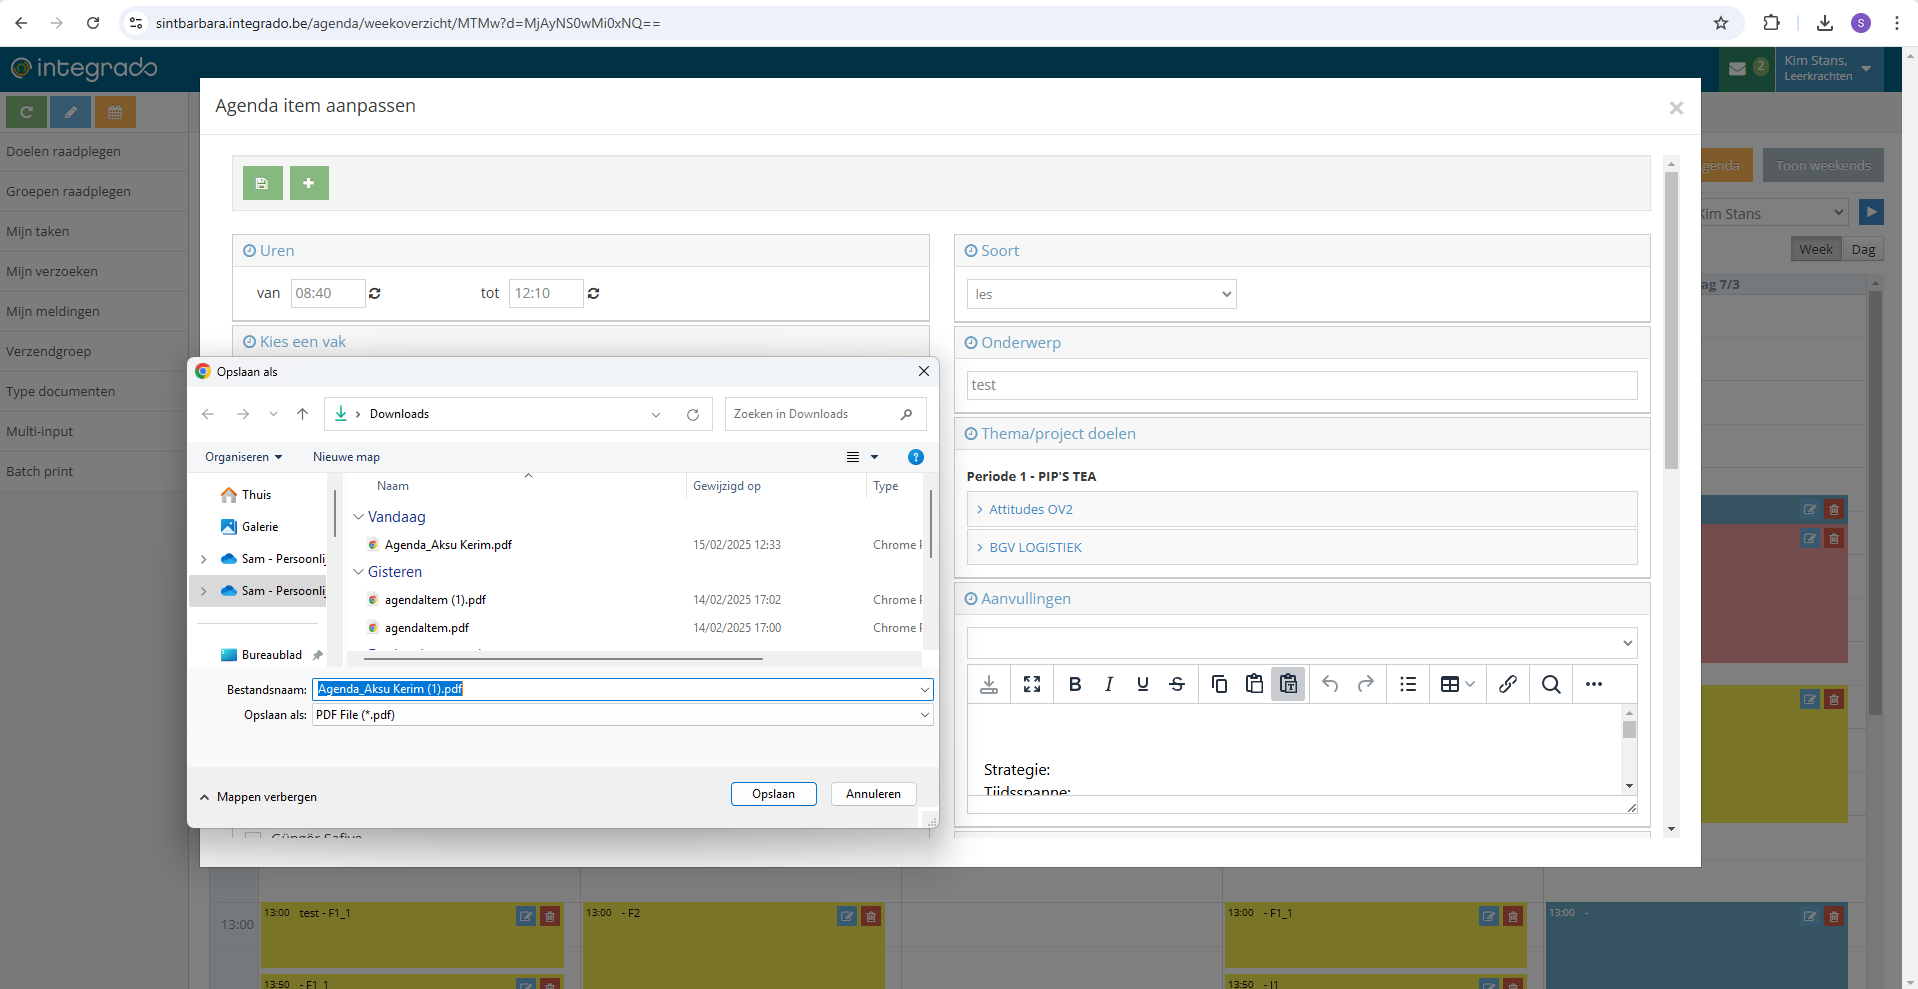 sintbarbara.integrado.be/agenda/weekoverzicht/MTMw?d=MjAyNS0wMi0xNQ==
S
integrado
2
Kim Stans,
Leerkrachten
Agenda item aanpassen
Doelen raadplegen
Groepen raadplegen
Mijn taken
Mijn verzoeken
Mijn meldingen
Verzendgroep
Type documenten
Multi-input
Batch print
genda
Toon weekends
Kim Stans
Week
Dag
ag 7/3
Uren
van
08:40
tot
12:10
Kies een vak
Soort
les
Onderwerp
test
Thema/project doelen
Periode 1 - PIP'S TEA
Attitudes OV2
BGV LOGISTIEK
Aanvullingen
Strategie:
Tijdsspanne:
Opslaan als
Downloads
Zoeken in Downloads
Organiseren
Nieuwe map
Thuis
Galerie
Sam - Persoonlij
Sam - Persoonlij
Bureaublad
Naam
Gewijzigd op
Type
Vandaag
Agenda_Aksu Kerim.pdf
15/02/2025 12:33
Chrome
Gisteren
agendaItem (1).pdf
14/02/2025 17:02
Chrome
agendaItem.pdf
14/02/2025 17:00
Chrome
Bestandsnaam:
Agenda_Aksu Kerim (1).pdf
Opslaan als:
PDF File (*.pdf)
Mappen verbergen
Opslaan
Annuleren
Güngör Safiye
13:00
13:00 test - F1_1
13:00 - F2
13:00 - F1_1
13:00 -
13:50 - F1_1
13:50 - I1